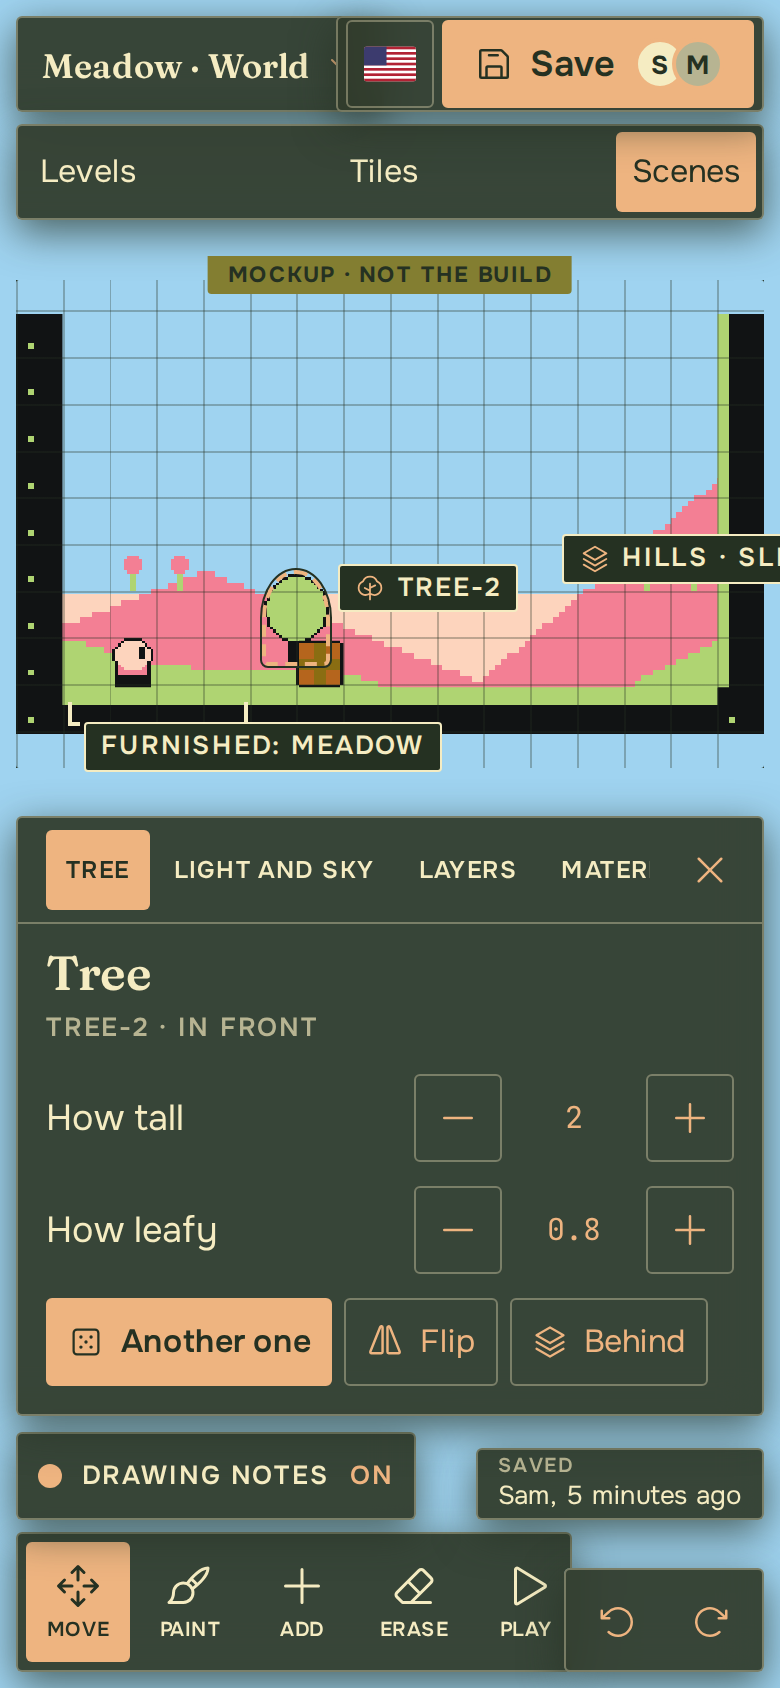 Meadow · World
Save
S
M
Levels
Tiles
Scenes
MOCKUP · NOT THE BUILD
HILLS · SL
TREE-2
FURNISHED: MEADOW
TREE
LIGHT AND SKY
LAYERS
MATER
Tree
TREE-2 · IN FRONT
How tall
2
How leafy
0.8
Another one
Flip
Behind
DRAWING NOTES ON
SAVED
Sam, 5 minutes ago
MOVE
PAINT
ADD
ERASE
PLAY